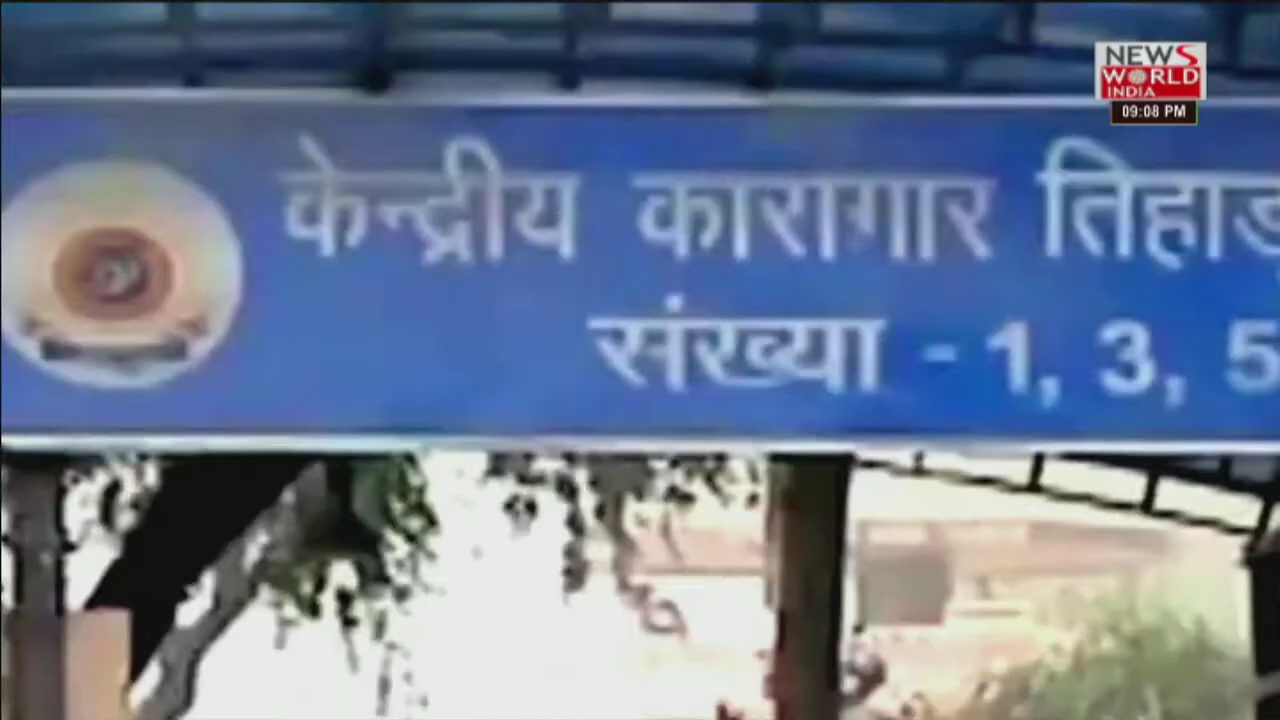 NEWS
WORLD
INDIA
09:08 PM
केन्द्रीय कारागार तिहाड़
संख्या - 1, 3, 5